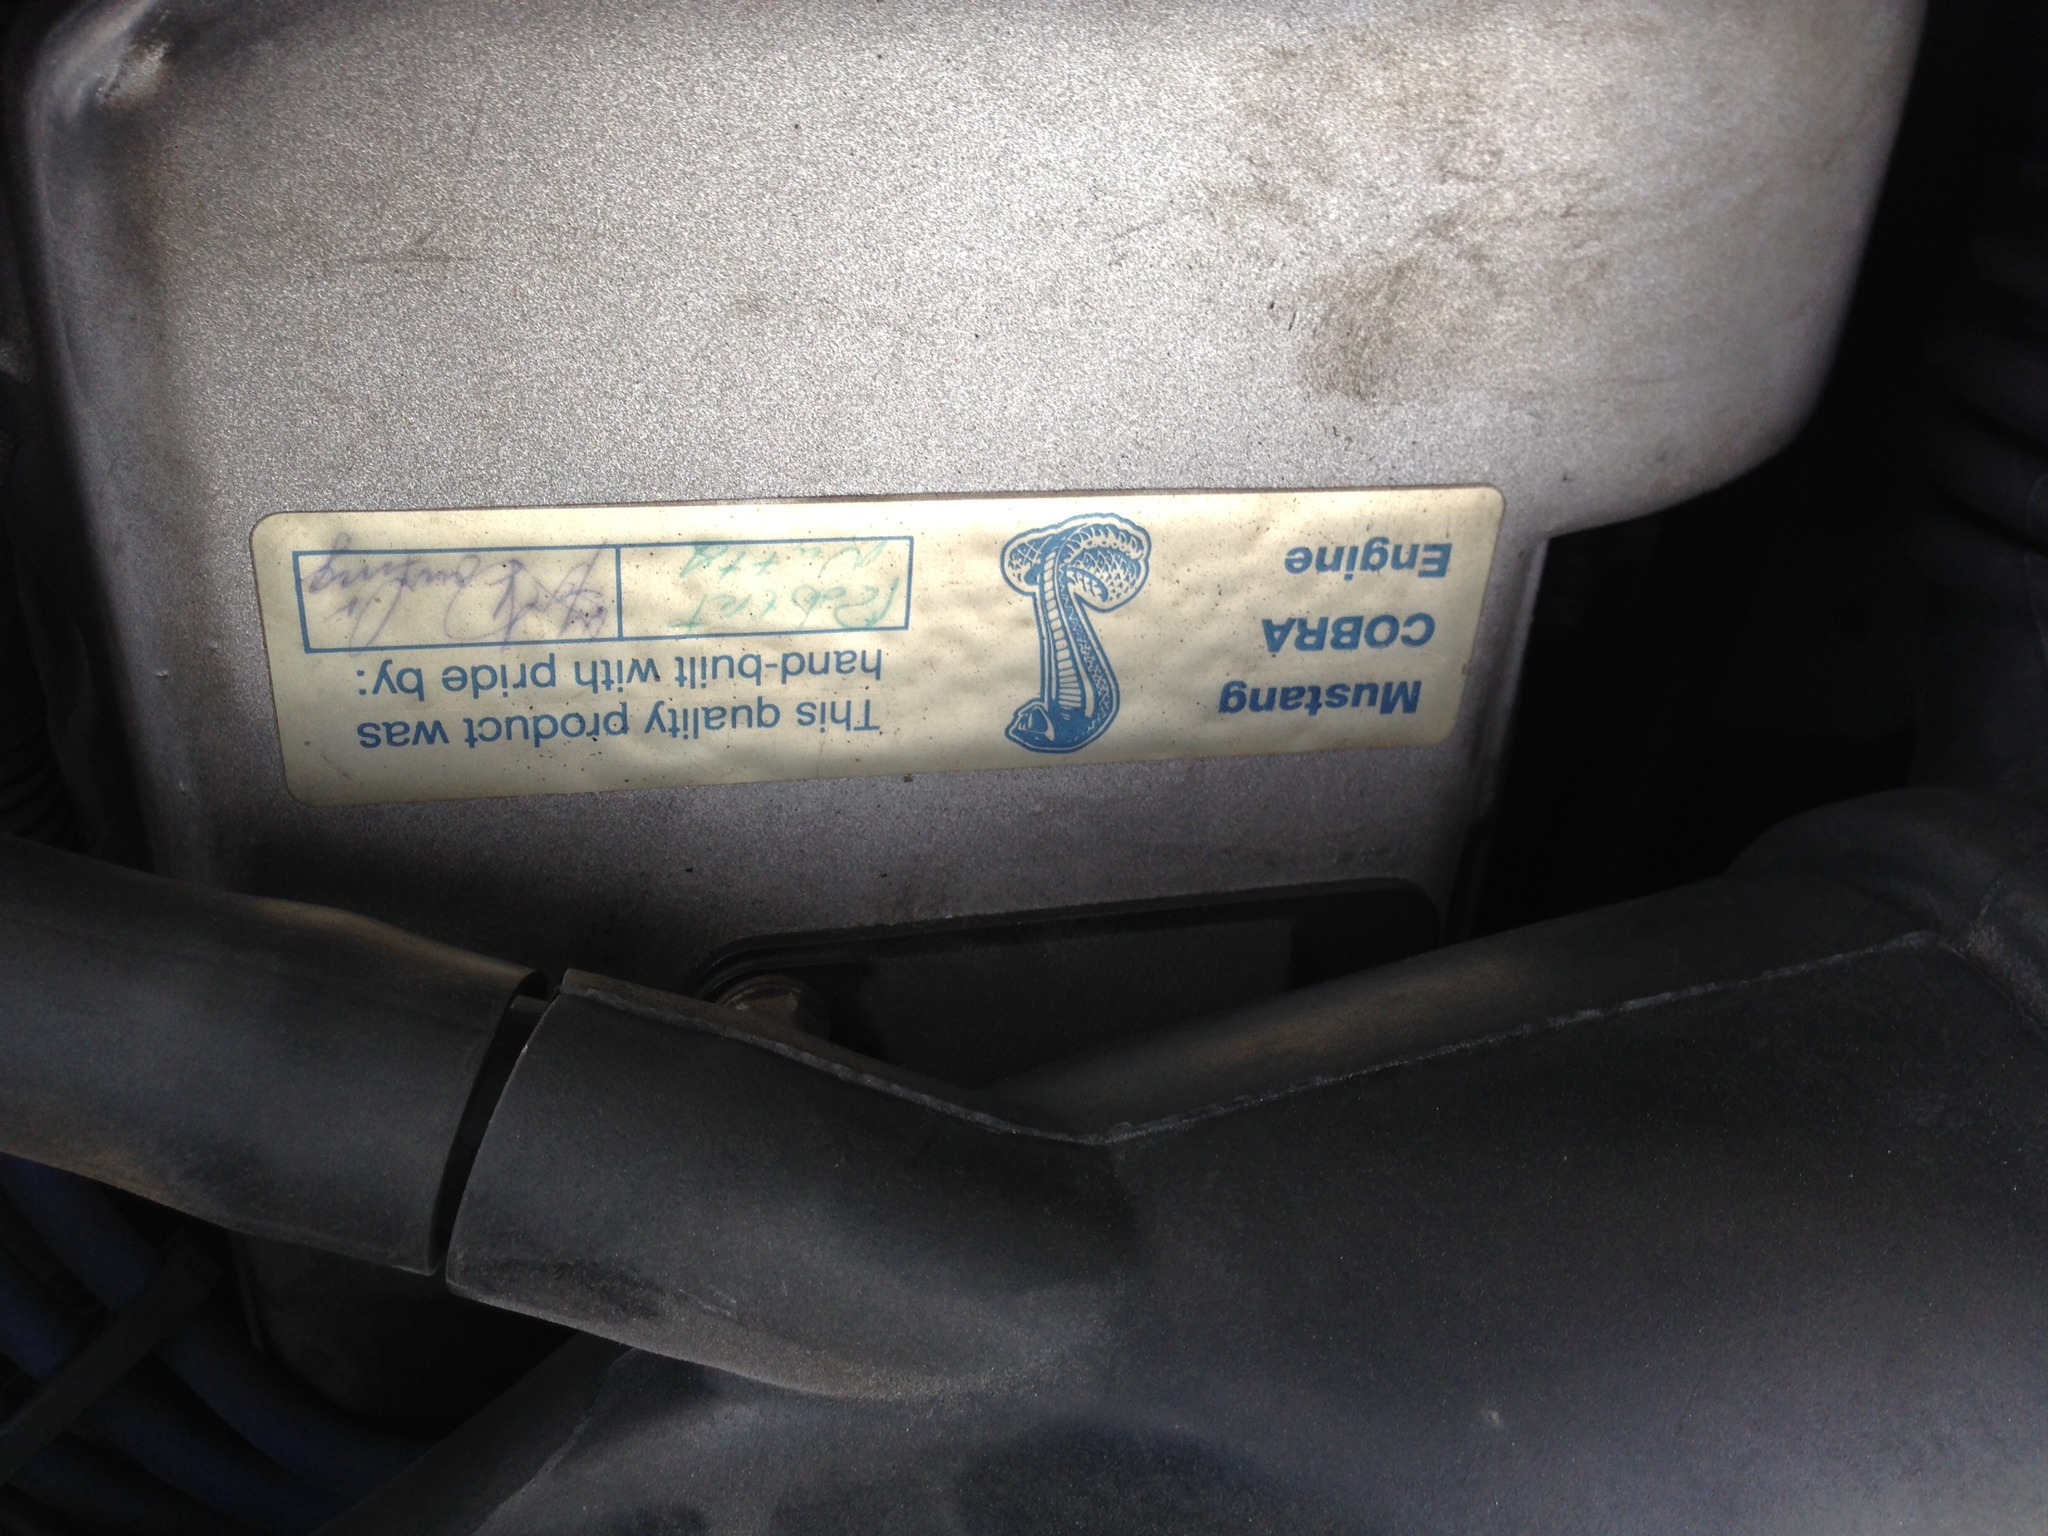 Mustang
COBRA
Engine
This quality product was
hand-built with pride by:
Robert